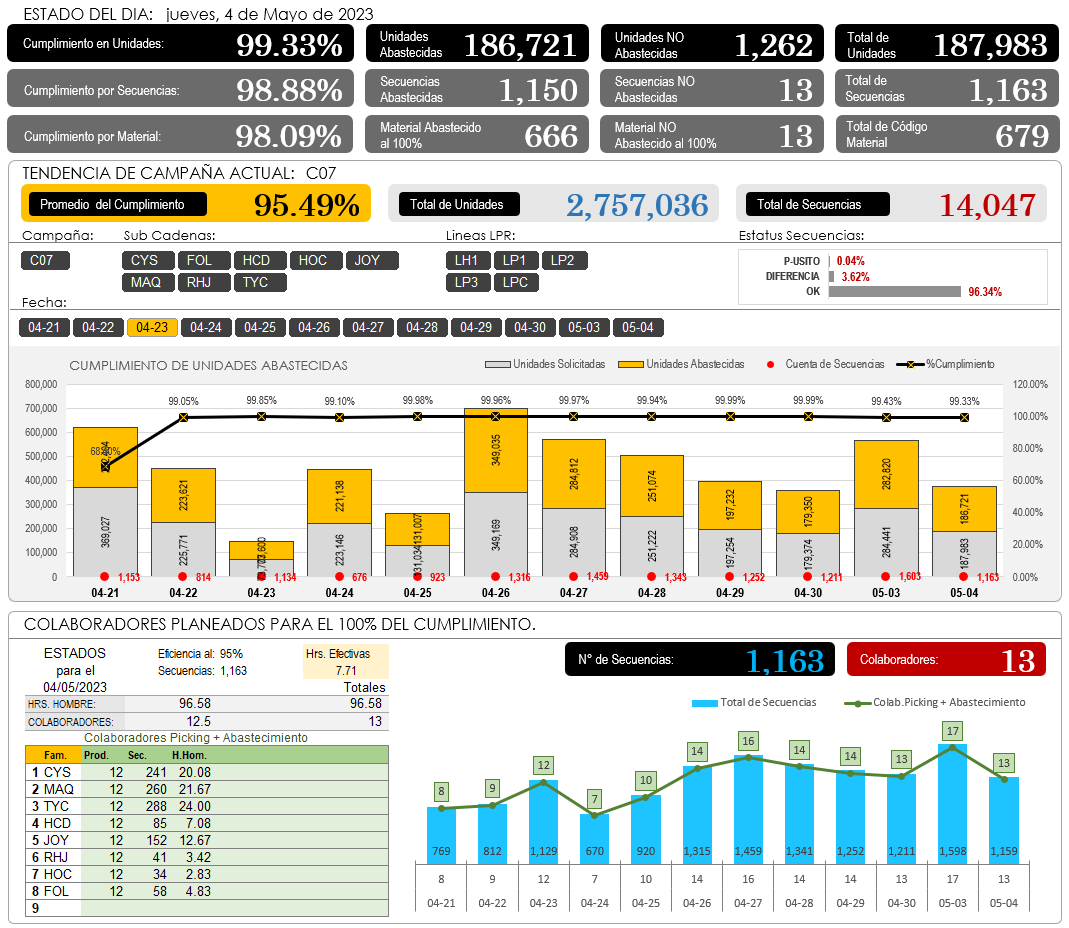 ESTADO DEL DIA: jueves, 4 de Mayo de 2023
Cumplimiento en Unidades: 99.33%
Unidades Abastecidas 186,721
Unidades NO Abastecidas 1,262
Total de Unidades 187,983
Cumplimiento por Secuencias: 98.88%
Secuencias Abastecidas 1,150
Secuencias NO Abastecidas 13
Total de Secuencias 1,163
Cumplimiento por Material: 98.09%
Material Abastecido al 100% 666
Material NO Abastecido al 100% 13
Total de Código Material 679
TENDENCIA DE CAMPAÑA ACTUAL: C07
Promedio del Cumplimiento 95.49%
Total de Unidades 2,757,036
Total de Secuencias 14,047
Campaña: Sub Cadenas: Lineas LPR: Estatus Secuencias:
C07 CYS FOL HCD HOC JOY LH1 LP1 LP2
MAQ RHJ TYC LP3 LPC
P-USITO 0.04%
DIFERENCIA 3.62%
OK 96.34%
Fecha:
04-21 04-22 04-23 04-24 04-25 04-26 04-27 04-28 04-29 04-30 05-03 05-04
CUMPLIMIENTO DE UNIDADES ABASTECIDAS
Unidades Solicitadas Unidades Abastecidas Cuenta de Secuencias %Cumplimiento
800,000 120.00%
700,000 100.00%
600,000
500,000 80.00%
400,000 60.00%
300,000 40.00%
200,000
100,000 20.00%
0 0.00%
99.05% 99.85% 99.10% 99.98% 99.96% 99.97% 99.94% 99.99% 99.99% 99.43% 99.33%
223,621 221,138 131,007 349,035 284,812 251,074 197,232 179,350 282,820 186,721
369,027 225,771 223,146 131,034 349,169 284,908 251,222 197,254 179,374 284,441 187,983
1,153 814 1,134 676 923 1,316 1,459 1,343 1,252 1,211 1,603 1,163
04-21 04-22 04-23 04-24 04-25 04-26 04-27 04-28 04-29 04-30 05-03 05-04
COLABORADORES PLANEADOS PARA EL 100% DEL CUMPLIMIENTO.
ESTADOS para el 04/05/2023
Eficiencia al: 95%
Secuencias: 1,163
Hrs. Efectivas
7.71
Totales
HRS. HOMBRE: 96.58 96.58
COLABORADORES: 12.5 13
Colaboradores Picking + Abastecimiento
Fam. Prod. Sec. H.Hom.
1 CYS 12 241 20.08
2 MAQ 12 260 21.67
3 TYC 12 288 24.00
4 HCD 12 85 7.08
5 JOY 12 152 12.67
6 RHJ 12 41 3.42
7 HOC 12 34 2.83
8 FOL 12 58 4.83
9
N° de Secuencias: 1,163
Colaboradores: 13
Total de Secuencias Colab.Picking + Abastecimiento
8 9 12 7 10 14 16 14 14 13 17 13
769 812 1,129 670 920 1,315 1,459 1,341 1,252 1,211 1,598 1,159
8 9 12 7 10 14 16 14 14 13 17 13
04-21 04-22 04-23 04-24 04-25 04-26 04-27 04-28 04-29 04-30 05-03 05-04